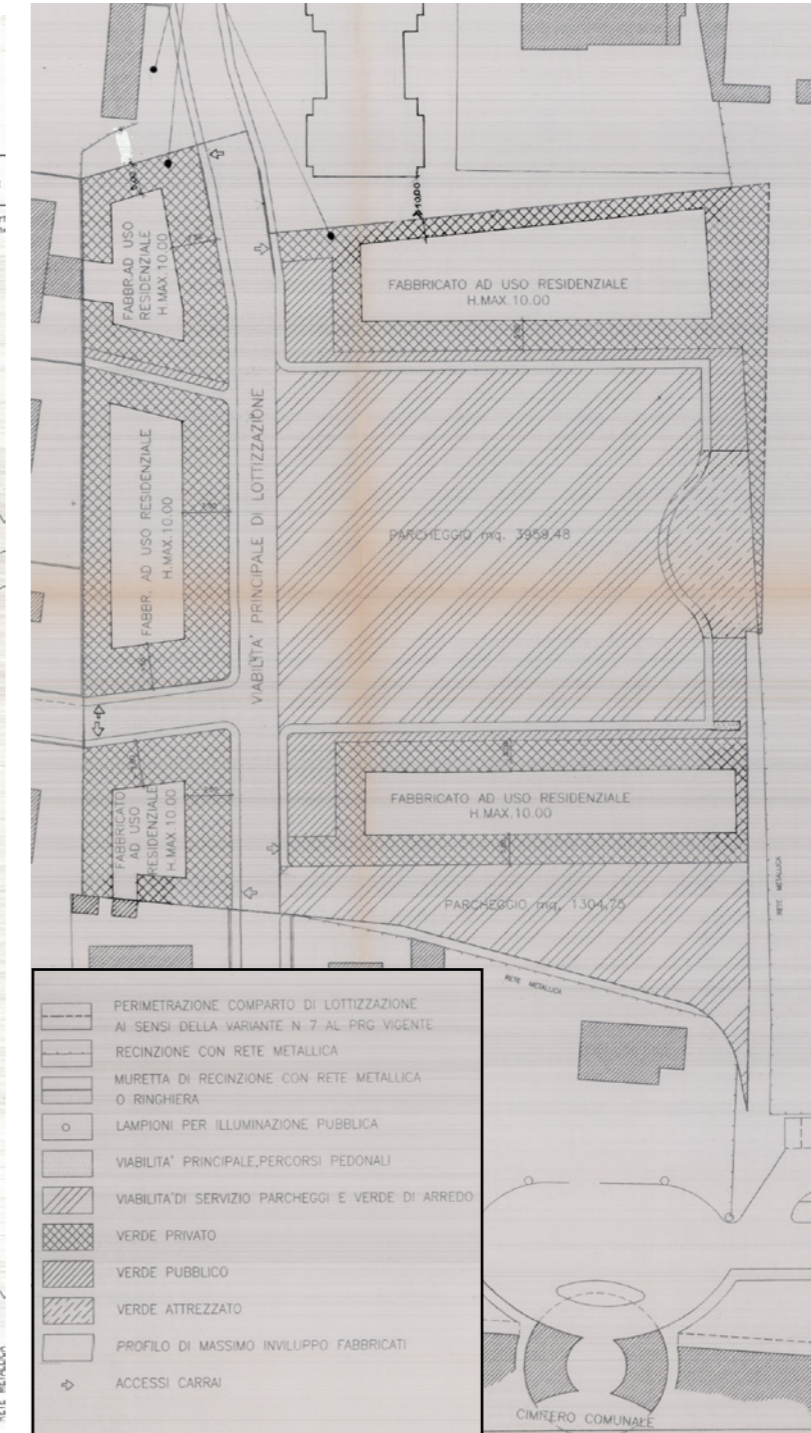 FABBR.AD USO
RESIDENZIALE
H.MAX.10.00
10.00
FABBRICATO AD USO RESIDENZIALE
H.MAX.10.00
VIABILITA' PRINCIPALE DI LOTTIZZAZIONE
FABBR. AD USO RESIDENZIALE
H.MAX.10.00
PARCHEGGIO mq. 3959,48
FABBRICATO
AD USO
RESIDENZIALE
H.MAX.10.00
FABBRICATO AD USO RESIDENZIALE
H.MAX.10.00
PARCHEGGIO mq. 1304,75
RETE METALLICA
RETE METALLICA
PERIMETRAZIONE COMPARTO DI LOTTIZZAZIONE
AI SENSI DELLA VARIANTE N 7 AL PRG VIGENTE
RECINZIONE CON RETE METALLICA
MURETTA DI RECINZIONE CON RETE METALLICA
O RINGHIERA
LAMPIONI PER ILLUMINAZIONE PUBBLICA
VIABILITA' PRINCIPALE,PERCORSI PEDONALI
VIABILITA'DI SERVIZIO PARCHEGGI E VERDE DI ARREDO
VERDE PRIVATO
VERDE PUBBLICO
VERDE ATTREZZATO
PROFILO DI MASSIMO INVILUPPO FABBRICATI
ACCESSI CARRAI
CIMITERO COMUNALE
RETE METALLICA